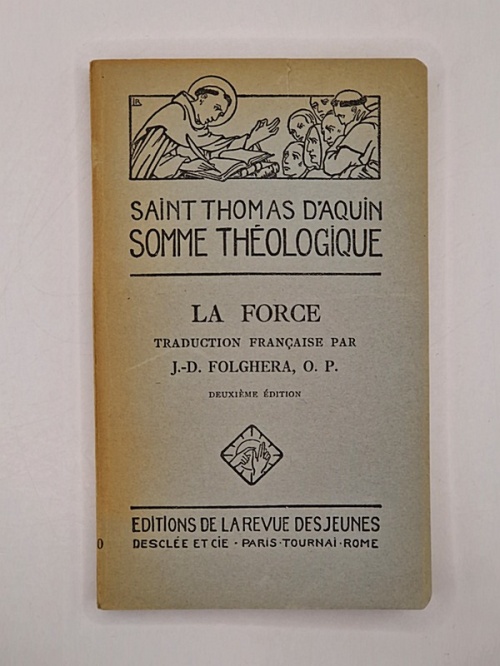 SAINT THOMAS D'AQUIN
SOMME THÉOLOGIQUE
LA FORCE
TRADUCTION FRANÇAISE PAR
J.-D. FOLGHERA, O. P.
DEUXIÈME ÉDITION
EDITIONS DE LA REVUE DES JEUNES
DESCLÉE ET CIE - PARIS-TOURNAI-ROME
0